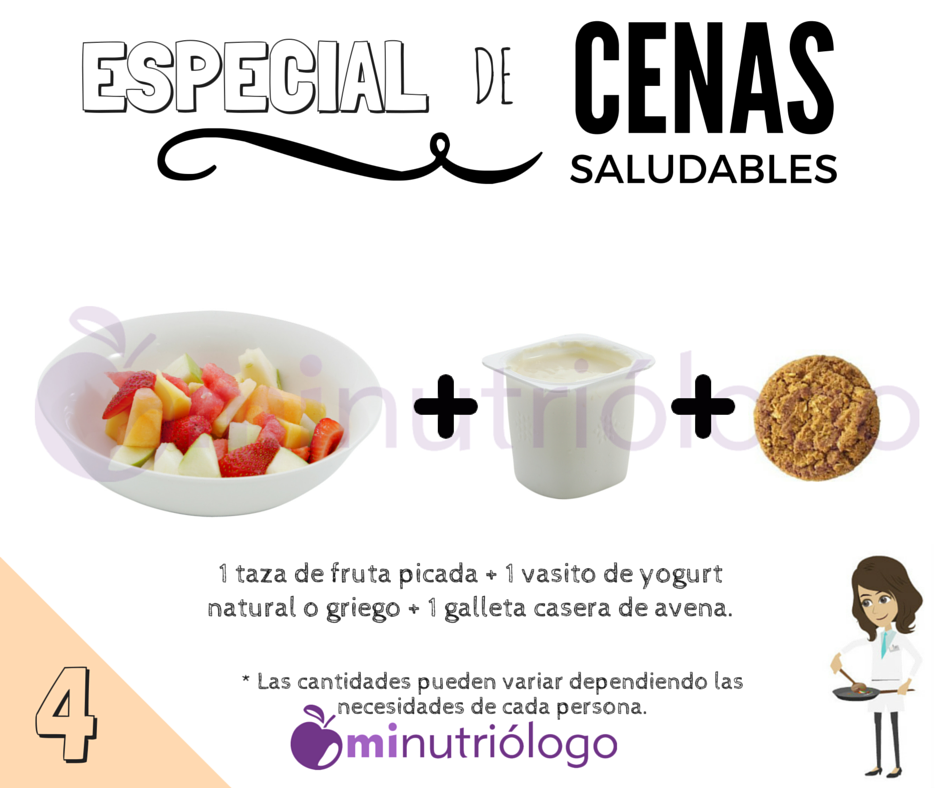 ESPECIAL DE CENAS
SALUDABLES
minutriólogo
1 taza de fruta picada + 1 vasito de yogurt
natural o griego + 1 galleta casera de avena.
* Las cantidades pueden variar dependiendo las
necesidades de cada persona.
4
minutriólogo